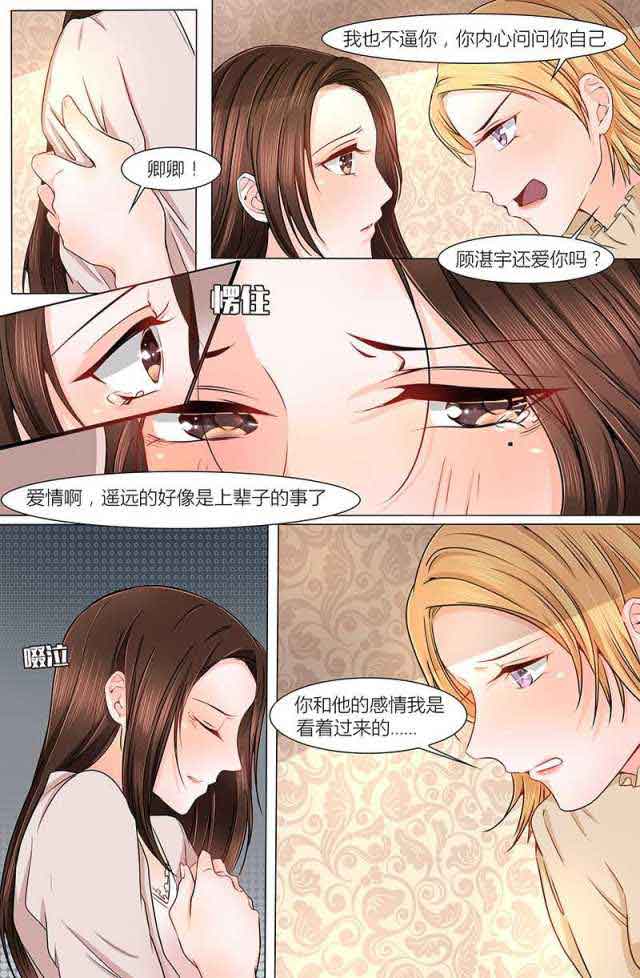 卿卿！
我也不逼你，你内心问问你自己
顾湛宇还爱你吗？
愣住
爱情啊，遥远的好像是上辈子的事了
啜泣
你和他的感情我是
看着过来的……